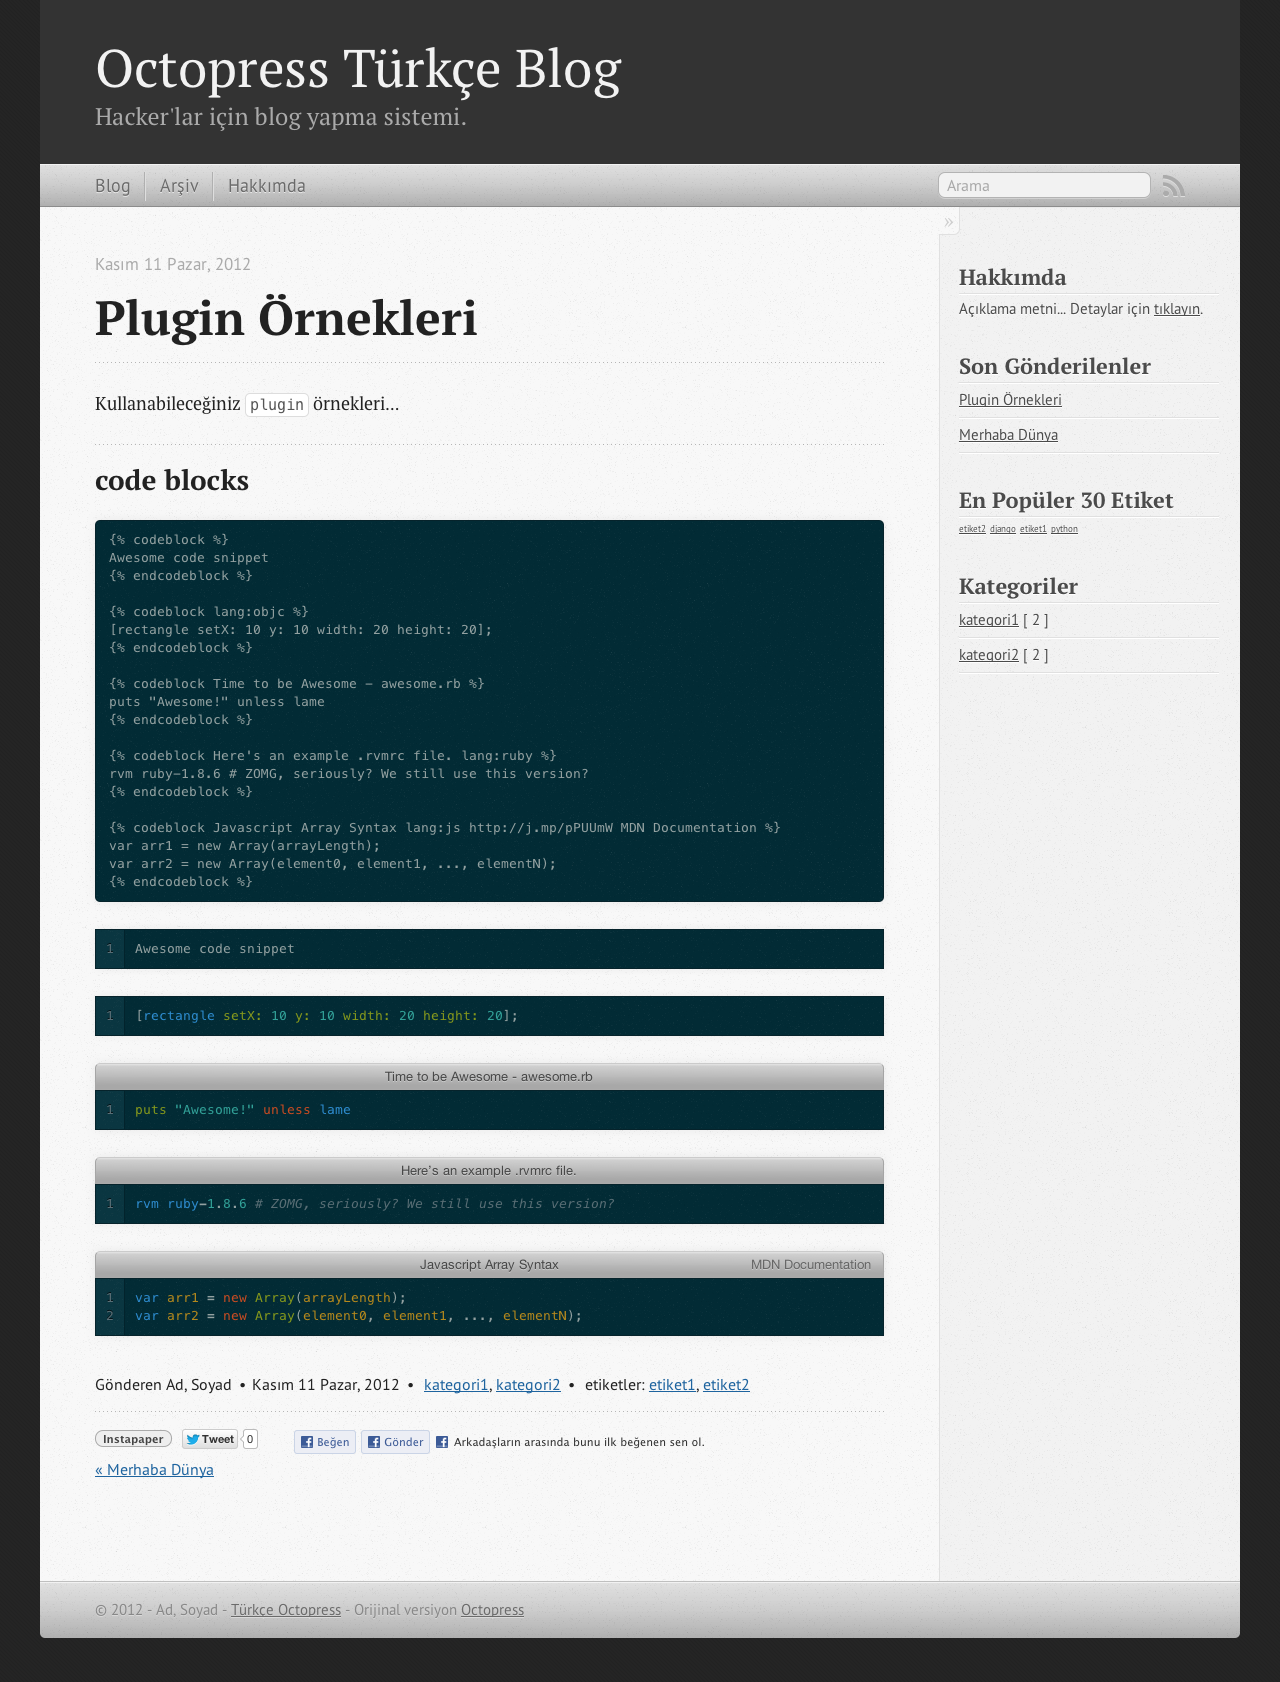 Octopress Türkçe Blog
Hacker'lar için blog yapma sistemi.
Blog
Arşiv
Hakkımda
Arama
»
Kasım 11 Pazar, 2012
Plugin Örnekleri
Kullanabileceğiniz plugin örnekleri...
code blocks
{% codeblock %}
Awesome code snippet
{% endcodeblock %}
{% codeblock lang:objc %}
[rectangle setX: 10 y: 10 width: 20 height: 20];
{% endcodeblock %}
{% codeblock Time to be Awesome - awesome.rb %}
puts "Awesome!" unless lame
{% endcodeblock %}
{% codeblock Here's an example .rvmrc file. lang:ruby %}
rvm ruby-1.8.6 # ZOMG, seriously? We still use this version?
{% endcodeblock %}
{% codeblock Javascript Array Syntax lang:js http://j.mp/pPUUmW MDN Documentation %}
var arr1 = new Array(arrayLength);
var arr2 = new Array(element0, element1, ..., elementN);
{% endcodeblock %}
1 Awesome code snippet
1 [rectangle setX: 10 y: 10 width: 20 height: 20];
Time to be Awesome - awesome.rb
1 puts "Awesome!" unless lame
Here's an example .rvmrc file.
1 rvm ruby-1.8.6 # ZOMG, seriously? We still use this version?
Javascript Array Syntax MDN Documentation
1 var arr1 = new Array(arrayLength);
2 var arr2 = new Array(element0, element1, ..., elementN);
Gönderen Ad, Soyad • Kasım 11 Pazar, 2012 • kategori1, kategori2 • etiketler: etiket1, etiket2
Instapaper Tweet 0 Beğen Gönder Arkadaşların arasında bunu ilk beğenen sen ol.
« Merhaba Dünya
Hakkımda
Açıklama metni... Detaylar için tıklayın.
Son Gönderilenler
Plugin Örnekleri
Merhaba Dünya
En Popüler 30 Etiket
etiket2 django etiket1 python
Kategoriler
kategori1 [ 2 ]
kategori2 [ 2 ]
© 2012 - Ad, Soyad - Türkçe Octopress - Orijinal versiyon Octopress